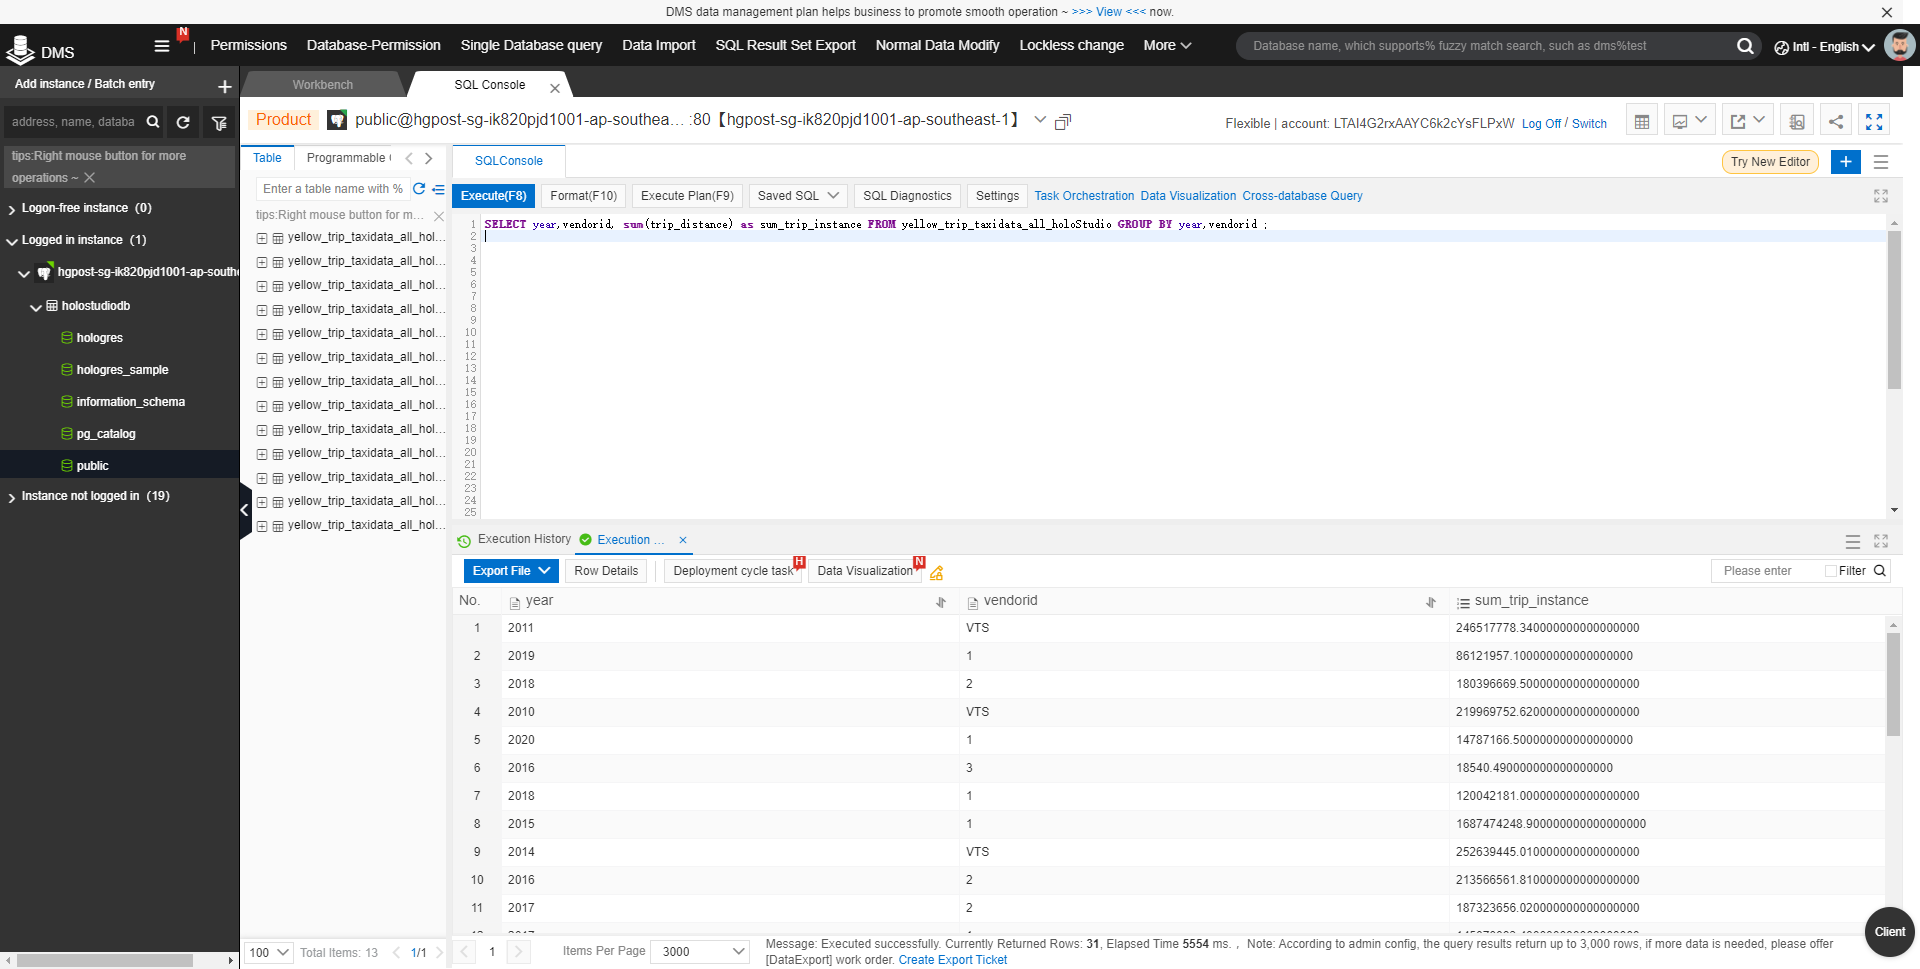 DMS data management plan helps business to promote smooth operation ~ >>> View <<< now.
DMS
N
Permissions
Database-Permission
Single Database query
Data Import
SQL Result Set Export
Normal Data Modify
Lockless change
More
Database name, which supports% fuzzy match search, such as dms%test
Intl - English
Add instance / Batch entry
Workbench
SQL Console
address, name, databa
Product
public@hgpost-sg-ik820pjd1001-ap-southea... :80【hgpost-sg-ik820pjd1001-ap-southeast-1】
Flexible | account: LTAI4G2rxAAYC6k2cYsFLPxW Log Off / Switch
tips:Right mouse button for more
operations ~
Logon-free instance (0)
Logged in instance (1)
hgpost-sg-ik820pjd1001-ap-southe
holostudiodb
hologres
hologres_sample
information_schema
pg_catalog
public
Instance not logged in (19)
Table
Programmable
Enter a table name with %
tips:Right mouse button for m...
yellow_trip_taxidata_all_hol...
yellow_trip_taxidata_all_hol...
yellow_trip_taxidata_all_hol...
yellow_trip_taxidata_all_hol...
yellow_trip_taxidata_all_hol...
yellow_trip_taxidata_all_hol...
yellow_trip_taxidata_all_hol...
yellow_trip_taxidata_all_hol...
yellow_trip_taxidata_all_hol...
yellow_trip_taxidata_all_hol...
yellow_trip_taxidata_all_hol...
yellow_trip_taxidata_all_hol...
yellow_trip_taxidata_all_hol...
100
Total Items: 13
1/1
SQLConsole
Try New Editor
Execute(F8)
Format(F10)
Execute Plan(F9)
Saved SQL
SQL Diagnostics
Settings
Task Orchestration
Data Visualization
Cross-database Query
1 SELECT year,vendorid, sum(trip_distance) as sum_trip_instance FROM yellow_trip_taxidata_all_holoStudio GROUP BY year,vendorid ;
2
3
4
5
6
7
8
9
10
11
12
13
14
15
16
17
18
19
20
21
22
23
24
25
Execution History
Execution ...
Export File
Row Details
Deployment cycle task
H
Data Visualization
N
Please enter
Filter
No. year vendorid sum_trip_instance
1 2011 VTS 246517778.340000000000000000
2 2019 1 86121957.100000000000000000
3 2018 2 180396669.500000000000000000
4 2010 VTS 219969752.620000000000000000
5 2020 1 14787166.500000000000000000
6 2016 3 18540.490000000000000000
7 2018 1 120042181.000000000000000000
8 2015 1 1687474248.900000000000000000
9 2014 VTS 252639445.010000000000000000
10 2016 2 213566561.810000000000000000
11 2017 2 187323656.020000000000000000
1
Items Per Page
3000
Message: Executed successfully. Currently Returned Rows: 31, Elapsed Time 5554 ms. , Note: According to admin config, the query results return up to 3,000 rows, if more data is needed, please offer
[DataExport] work order. Create Export Ticket
Client